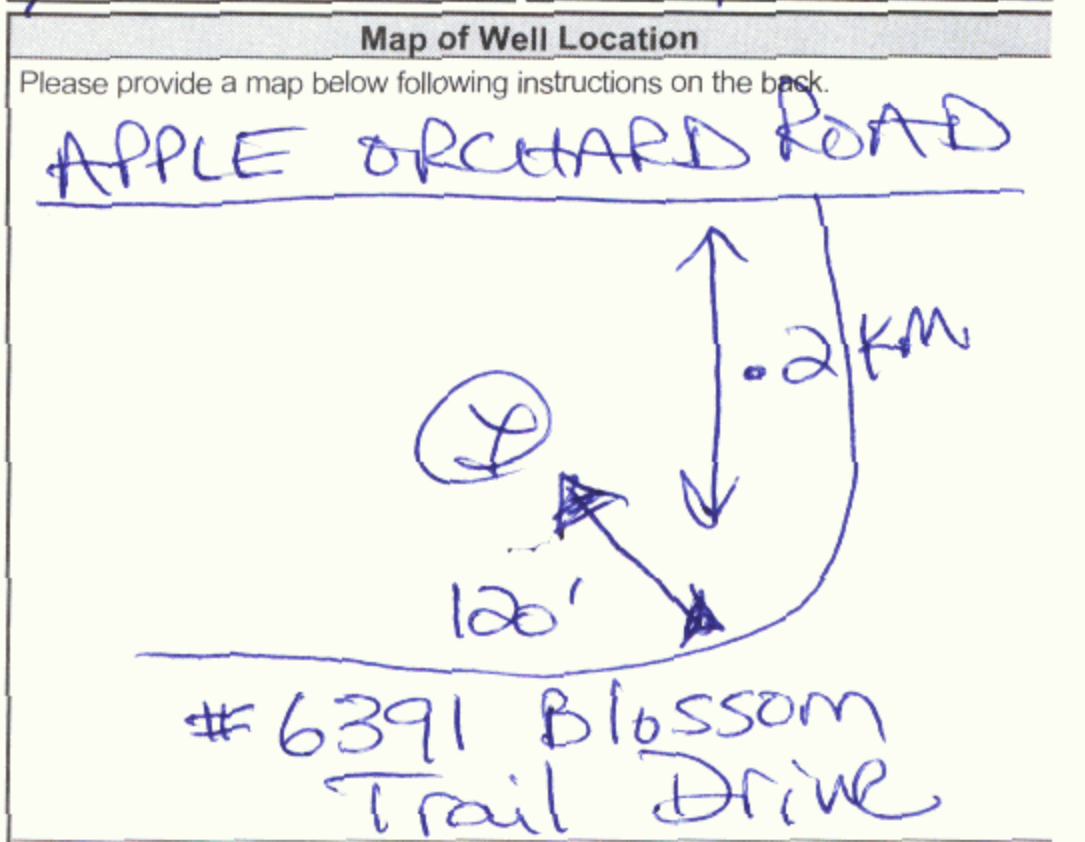 Map of Well Location
Please provide a map below following instructions on the back.
APPLE ORCHARD ROAD
.2 KM
120'
#6391 Blossom
Trail Drive